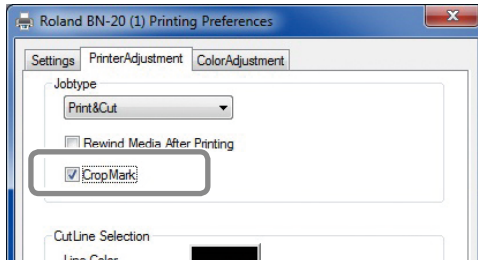 Roland BN-20 (1) Printing Preferences
Settings PrinterAdjustment ColorAdjustment
Jobtype
Print&Cut
Rewind Media After Printing
CropMark
CutLine Selection
Line Color